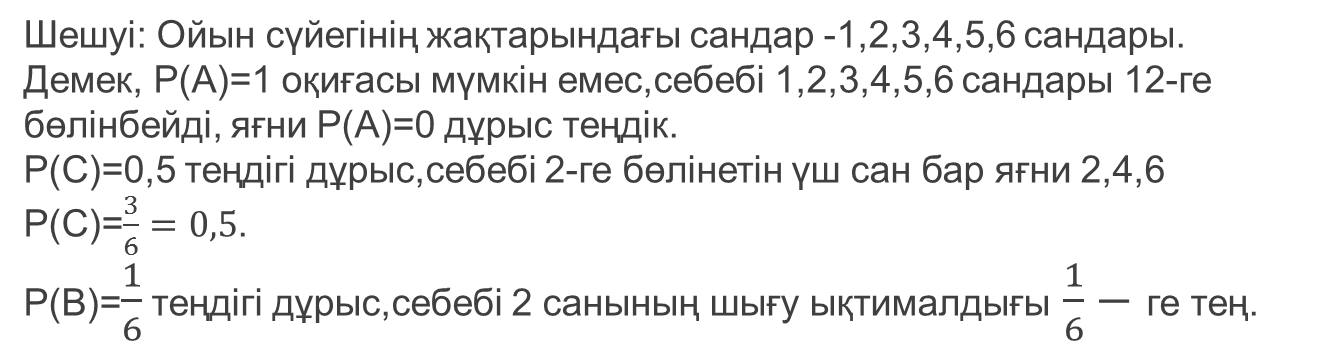 Шешуі: Ойын сүйегінің жақтарындағы сандар -1,2,3,4,5,6 сандары.
Демек, P(A)=1 оқиғасы мүмкін емес,себебі 1,2,3,4,5,6 сандары 12-ге
бөлінбейді, яғни P(A)=0 дұрыс теңдік.
P(C)=0,5 теңдігі дұрыс,себебі 2-ге бөлінетін үш сан бар яғни 2,4,6
P(C)=3/6 = 0,5.
P(B)=1/6 теңдігі дұрыс,себебі 2 санының шығу ықтималдығы 1/6 − ге тең.